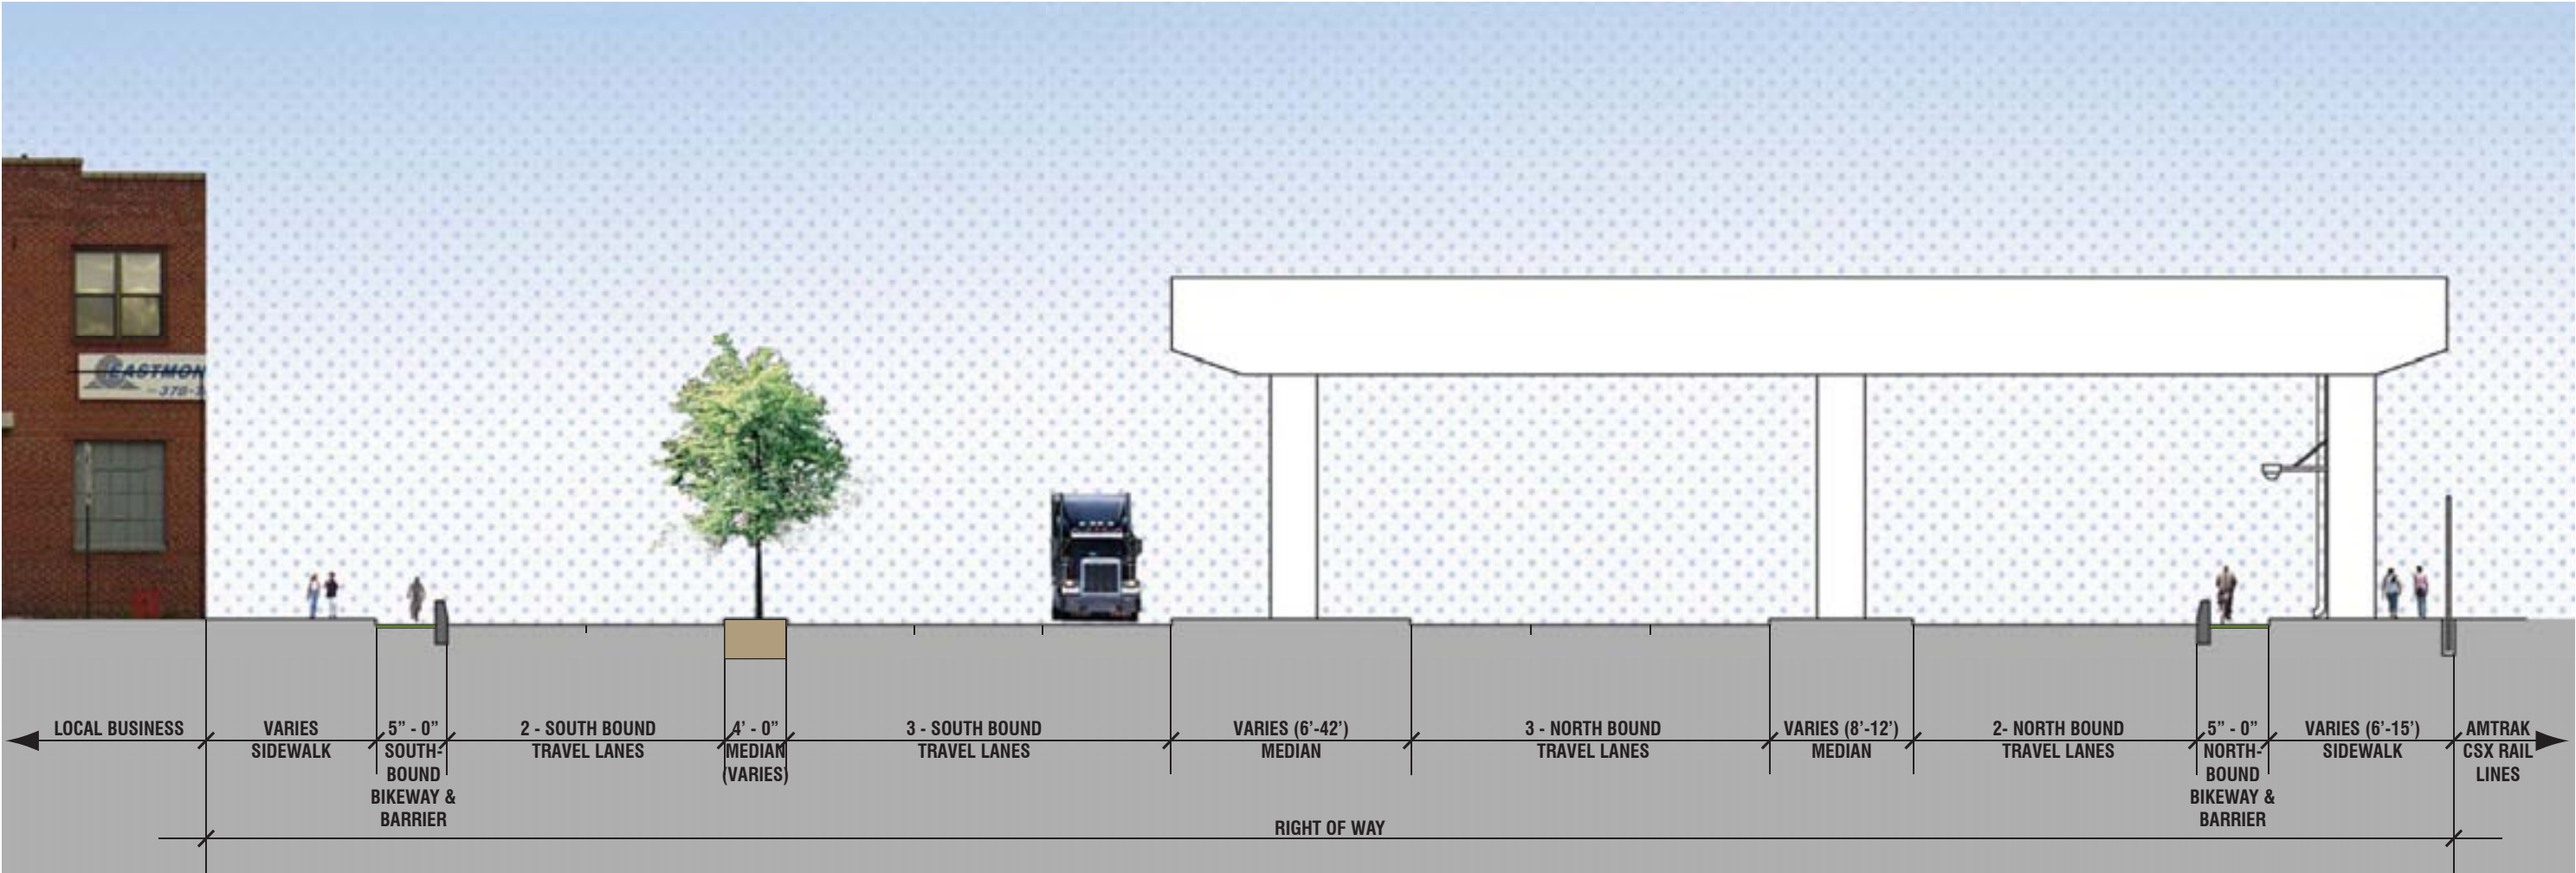 EASTMON
LOCAL BUSINESS
VARIES
SIDEWALK
5” - 0”
SOUTH-
BOUND
BIKEWAY &
BARRIER
2 - SOUTH BOUND
TRAVEL LANES
4’ - 0”
MEDIAN
(VARIES)
3 - SOUTH BOUND
TRAVEL LANES
VARIES (6’-42’)
MEDIAN
3 - NORTH BOUND
TRAVEL LANES
VARIES (8’-12’)
MEDIAN
2- NORTH BOUND
TRAVEL LANES
5” - 0”
NORTH-
BOUND
BIKEWAY &
BARRIER
VARIES (6’-15’)
SIDEWALK
AMTRAK
CSX RAIL
LINES
RIGHT OF WAY